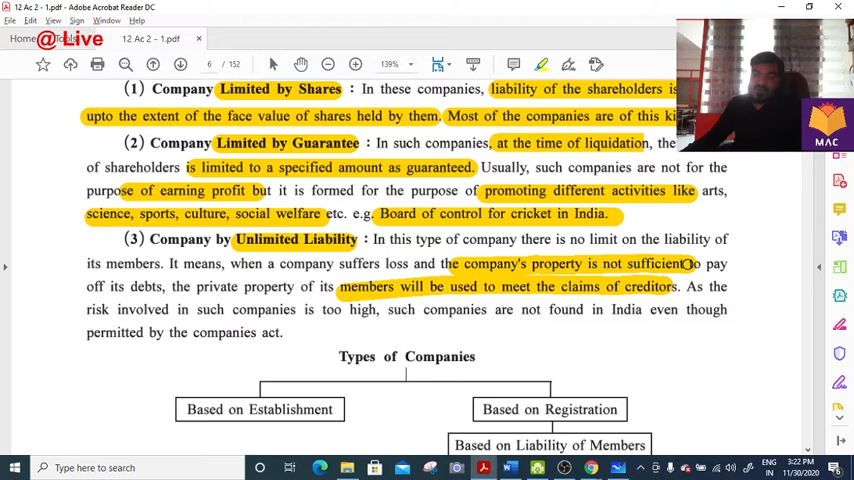 12 Ac 2 - 1.pdf - Adobe Acrobat Reader DC
File Edit View Sign Window Help
Home Tools 12 Ac 2 - 1.pdf ×
@ Live
6 / 152 139%
(1) Company Limited by Shares : In these companies, liability of the shareholders is
upto the extent of the face value of shares held by them. Most of the companies are of this
(2) Company Limited by Guarantee : In such companies, at the time of liquidation, the
of shareholders is limited to a specified amount as guaranteed. Usually, such companies are not for the
purpose of earning profit but it is formed for the purpose of promoting different activities like arts,
science, sports, culture, social welfare etc. e.g. Board of control for cricket in India.
(3) Company by Unlimited Liability : In this type of company there is no limit on the liability of
its members. It means, when a company suffers loss and the company's property is not sufficient to pay
off its debts, the private property of its members will be used to meet the claims of creditors. As the
risk involved in such companies is too high, such companies are not found in India even though
permitted by the companies act.
Types of Companies
Based on Establishment
Based on Registration
Based on Liability of Members
MAC
Type here to search
ENG
IN
3:22 PM
11/30/2020